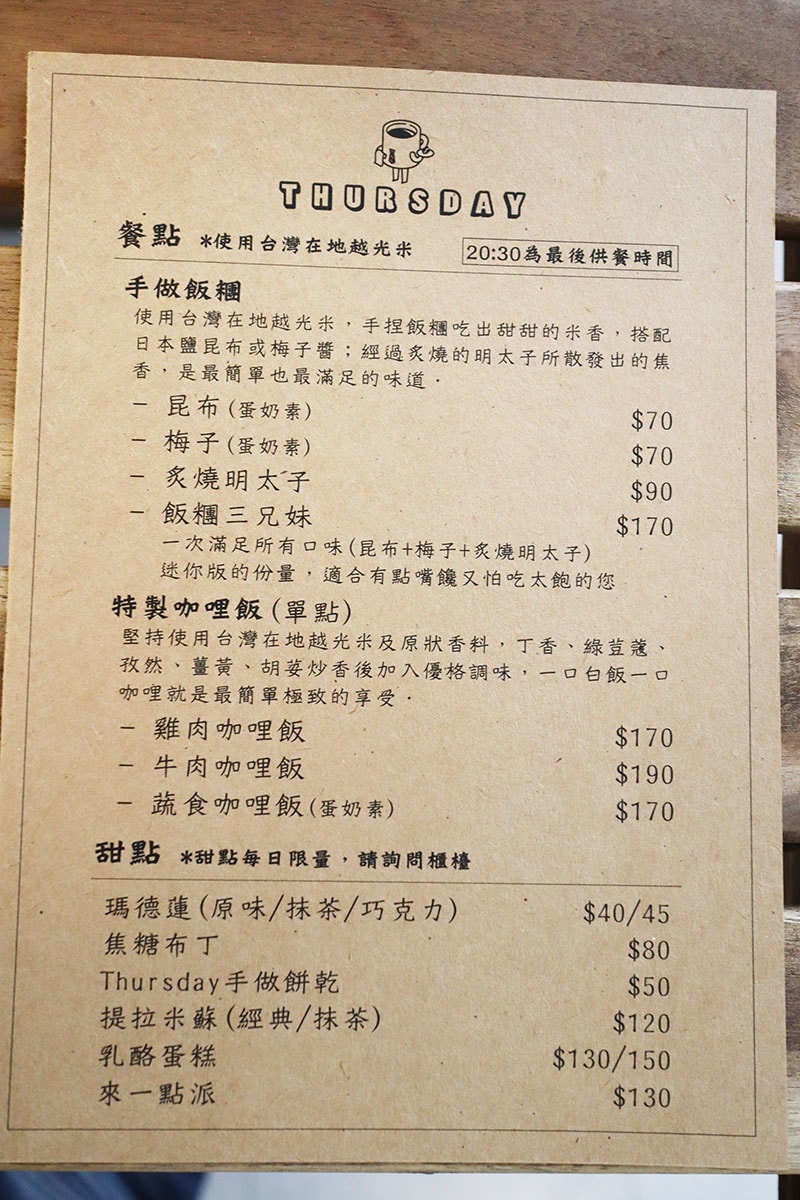 THURSDAY
餐點 *使用台灣在地越光米 20:30為最後供餐時間
手做飯糰
使用台灣在地越光米，手捏飯糰吃出甜甜的米香，搭配
日本鹽昆布或梅子醬；經過炙燒的明太子所散發出的焦
香，是最簡單也最滿足的味道．
- 昆布(蛋奶素) $70
- 梅子(蛋奶素) $70
- 炙燒明太子 $90
- 飯糰三兄妹 $170
一次滿足所有口味(昆布+梅子+炙燒明太子)
迷你版的份量，適合有點嘴饞又怕吃太飽的您
特製咖哩飯(單點)
堅持使用台灣在地越光米及原狀香料，丁香、綠荳蔻、
孜然、薑黃、胡荽炒香後加入優格調味，一口白飯一口
咖哩就是最簡單極致的享受．
- 雞肉咖哩飯 $170
- 牛肉咖哩飯 $190
- 蔬食咖哩飯(蛋奶素) $170
甜點 *甜點每日限量，請詢問櫃檯
瑪德蓮(原味/抹茶/巧克力) $40/45
焦糖布丁 $80
Thursday手做餅乾 $50
提拉米蘇(經典/抹茶) $120
乳酪蛋糕 $130/150
來一點派 $130